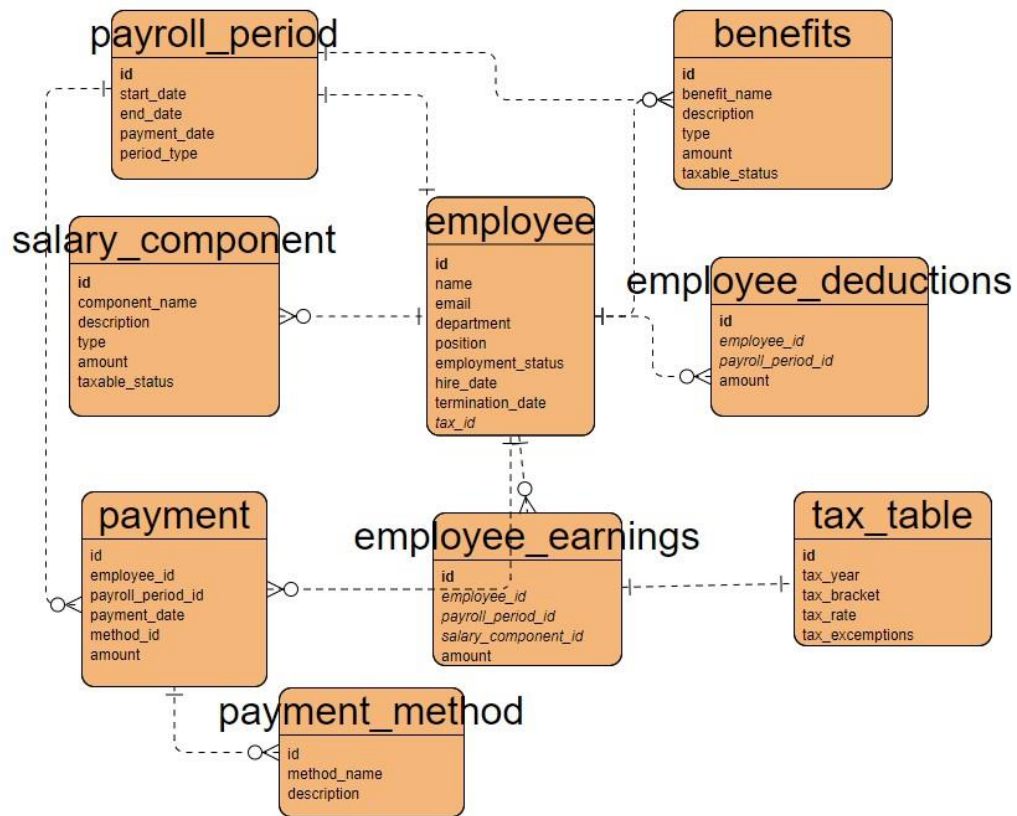 payroll_period
id
start_date
end_date
payment_date
period_type
benefits
id
benefit_name
description
type
amount
taxable_status
salary_component
id
component_name
description
type
amount
taxable_status
employee
id
name
email
department
position
employment_status
hire_date
termination_date
tax_id
employee_deductions
id
employee_id
payroll_period_id
amount
payment
id
employee_id
payroll_period_id
payment_date
method_id
amount
employee_earnings
id
employee_id
payroll_period_id
salary_component_id
amount
tax_table
id
tax_year
tax_bracket
tax_rate
tax_excemptions
payment_method
id
method_name
description